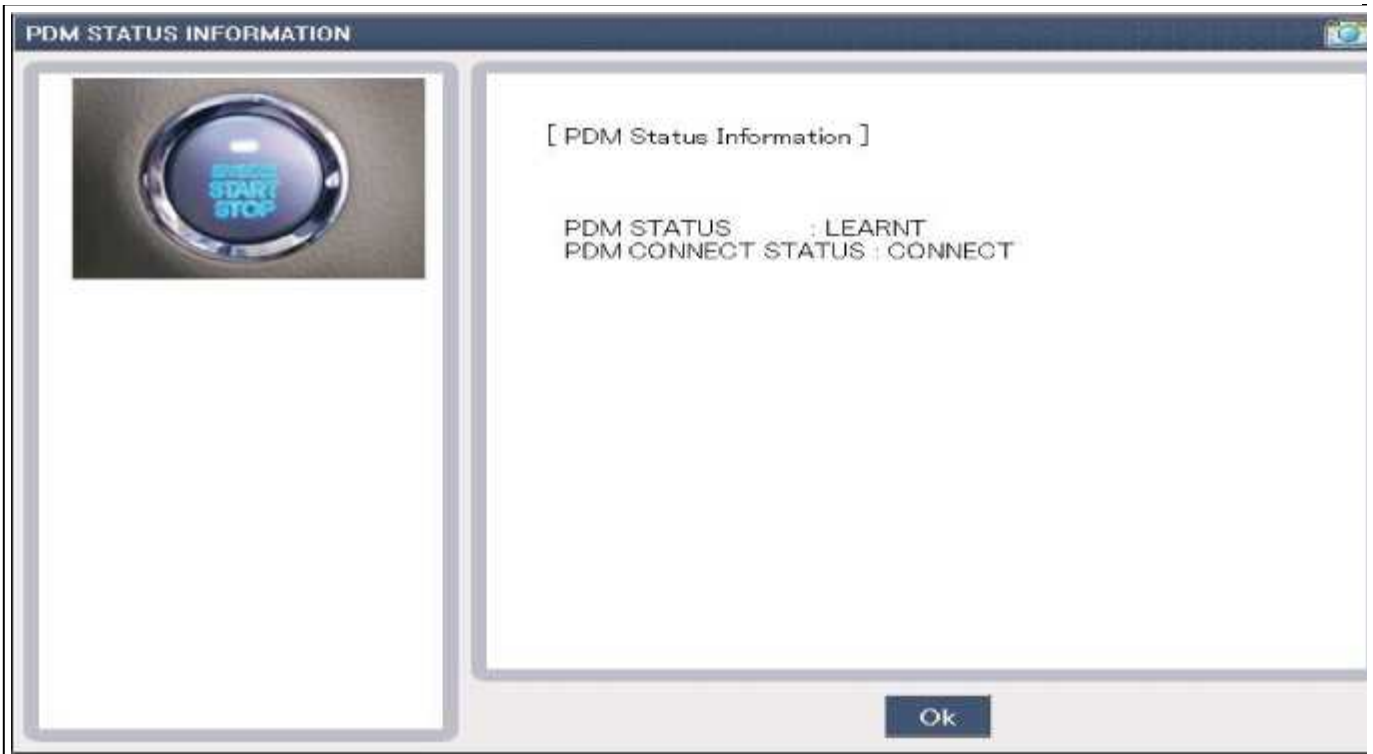 PDM STATUS INFORMATION
START
STOP
[ PDM Status Information ]
PDM STATUS : LEARNT
PDM CONNECT STATUS : CONNECT
Ok